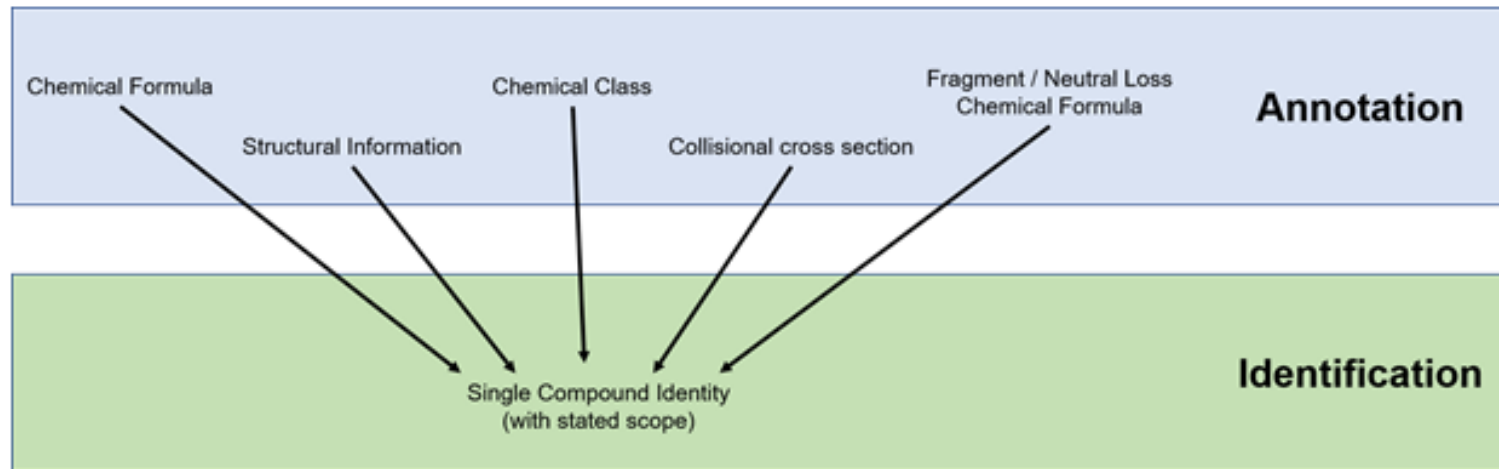 Chemical Formula
Chemical Class
Fragment / Neutral Loss
Chemical Formula
Annotation
Structural Information
Collisional cross section
Single Compound Identity
(with stated scope)
Identification